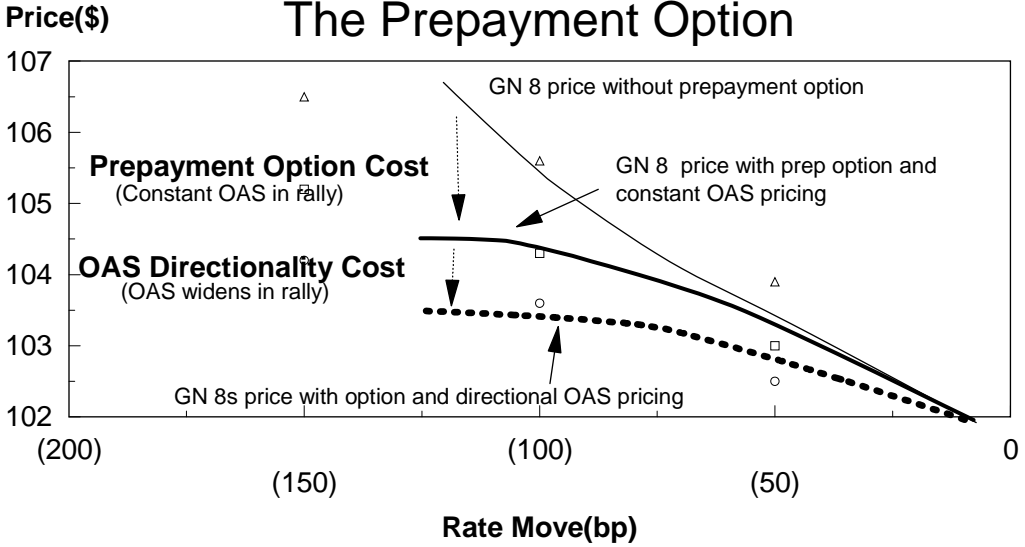 The Prepayment Option
Price($)
107
106
105
104
103
102
GN 8 price without prepayment option
GN 8 price with prep option and
constant OAS pricing
Prepayment Option Cost
(Constant OAS in rally)
OAS Directionality Cost
(OAS widens in rally)
GN 8s price with option and directional OAS pricing
(200)
(150)
(100)
(50)
0
Rate Move(bp)